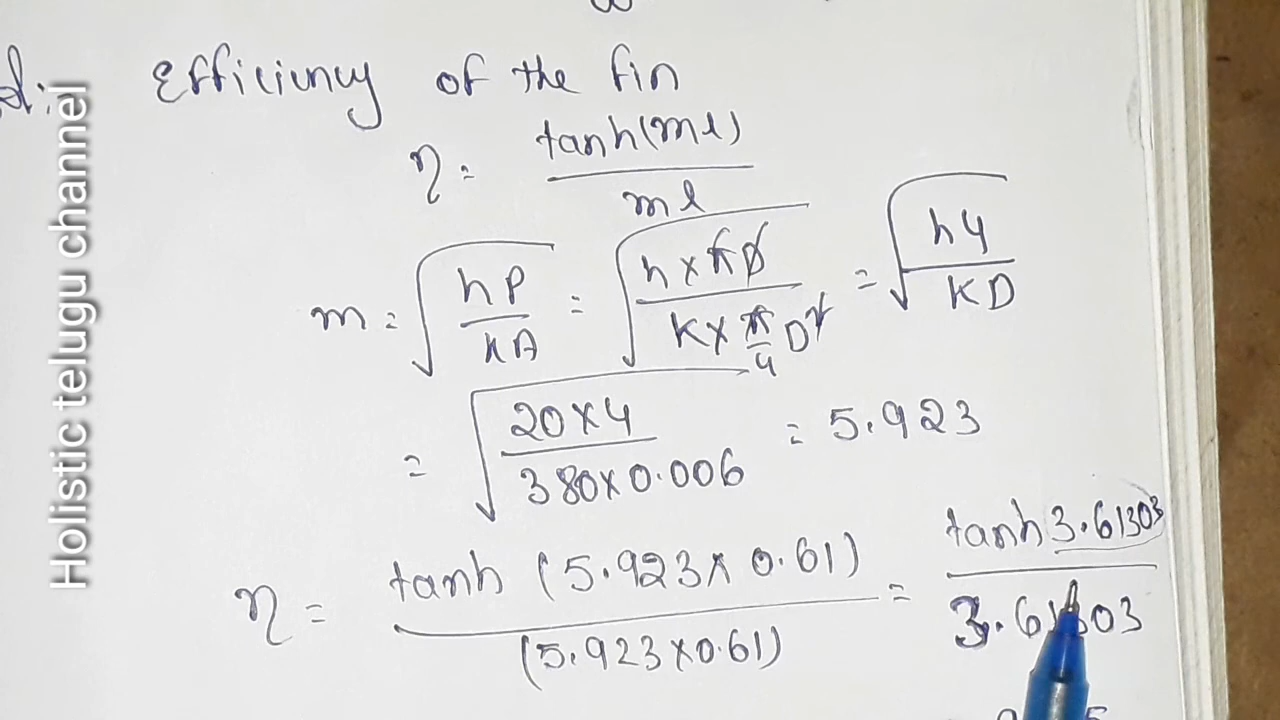 Efficiency of the fin
η = tanh(ml) / ml
m = √(hP / kA) = √(h × πD / K × π/4 D²) = √(h4 / KD)
= √(20×4 / 380×0.006) = 5.923
η = tanh (5.923 × 0.61) / (5.923 × 0.61) = tanh 3.61303 / 3.61303
Holistic telugu channel